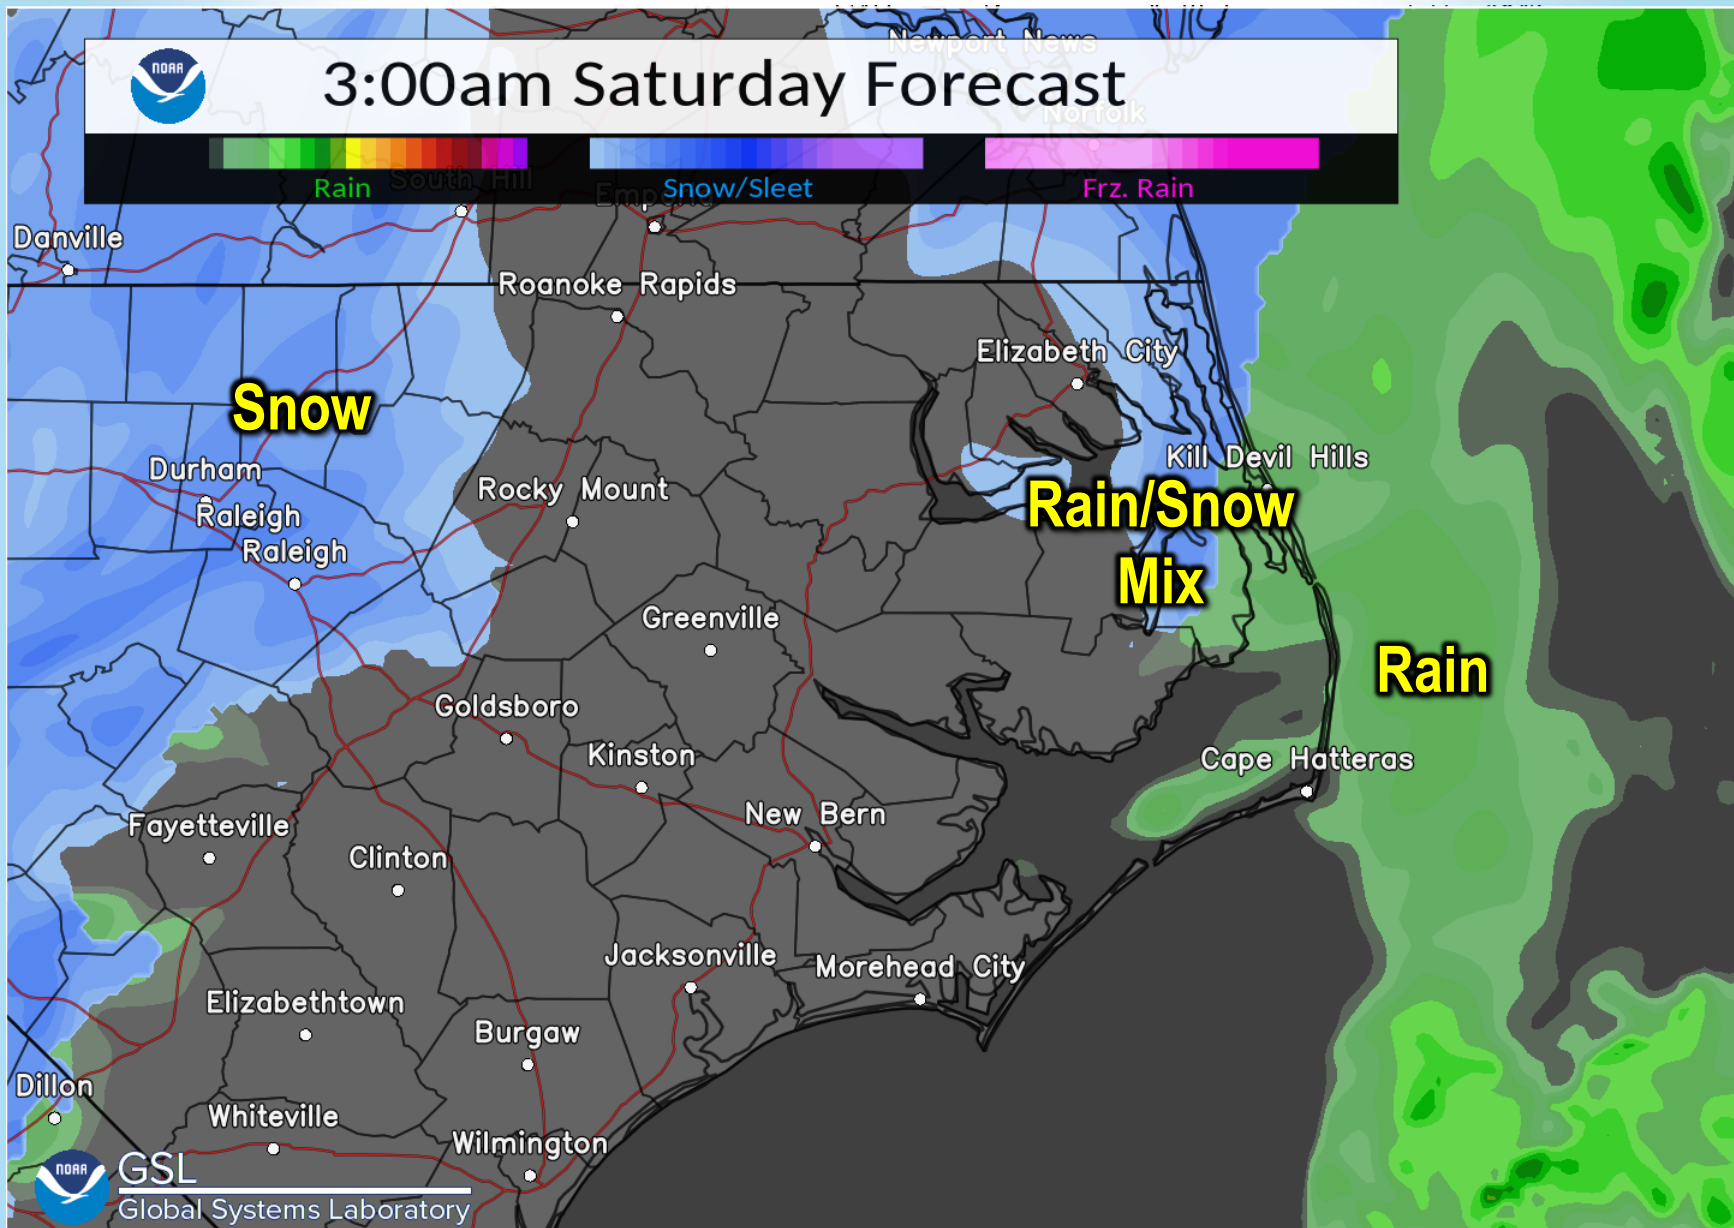 Newport News
NOAA
3:00am Saturday Forecast
Norfolk
South Hill
Rain
Snow/Sleet
Frz. Rain
Danville
Roanoke Rapids
Elizabeth City
Snow
Kill Devil Hills
Durham
Rocky Mount
Rain/Snow
Mix
Raleigh
Raleigh
Greenville
Rain
Goldsboro
Kinston
Cape Hatteras
New Bern
Fayetteville
Clinton
Jacksonville
Morehead City
Elizabethtown
Burgaw
Dillon
Whiteville
Wilmington
NOAA
GSL
Global Systems Laboratory